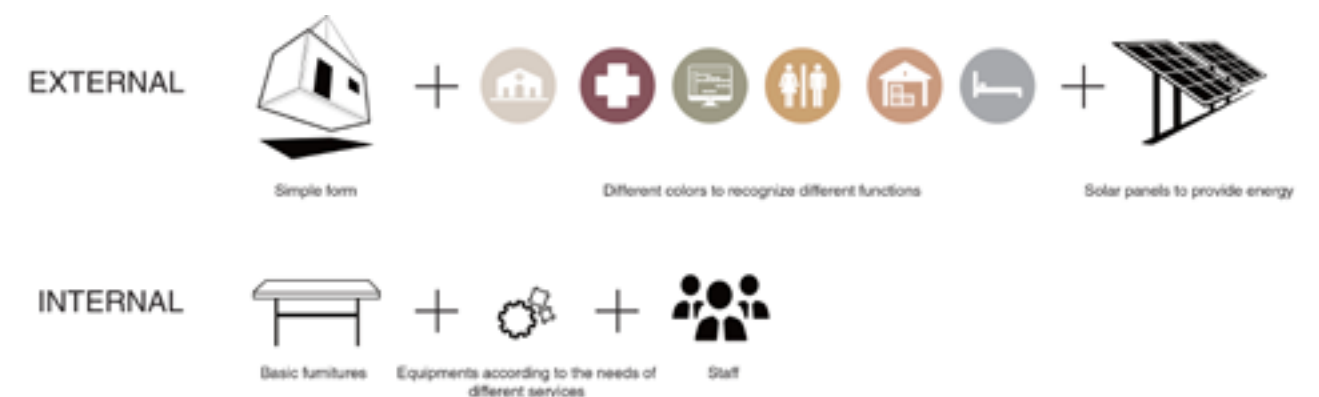 EXTERNAL
Simple form
Different colors to recognize different functions
Solar panels to provide energy
INTERNAL
Basic furnitures
Equipments according to the needs of
different services
Staff